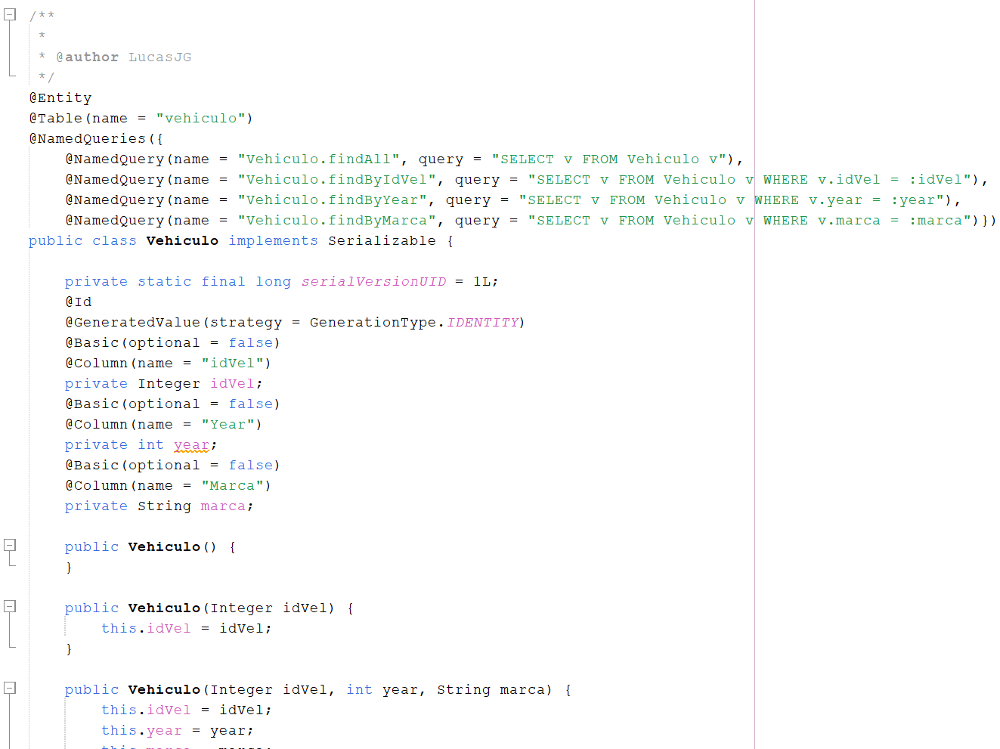 /**
 *
 * @author LucasJG
 */
@Entity
@Table(name = "vehiculo")
@NamedQueries({
    @NamedQuery(name = "Vehiculo.findAll", query = "SELECT v FROM Vehiculo v"),
    @NamedQuery(name = "Vehiculo.findByIdVel", query = "SELECT v FROM Vehiculo v WHERE v.idVel = :idVel"),
    @NamedQuery(name = "Vehiculo.findByYear", query = "SELECT v FROM Vehiculo v WHERE v.year = :year"),
    @NamedQuery(name = "Vehiculo.findByMarca", query = "SELECT v FROM Vehiculo v WHERE v.marca = :marca")})
public class Vehiculo implements Serializable {
    private static final long serialVersionUID = 1L;
    @Id
    @GeneratedValue(strategy = GenerationType.IDENTITY)
    @Basic(optional = false)
    @Column(name = "idVel")
    private Integer idVel;
    @Basic(optional = false)
    @Column(name = "Year")
    private int year;
    @Basic(optional = false)
    @Column(name = "Marca")
    private String marca;
    public Vehiculo() {
    }
    public Vehiculo(Integer idVel) {
        this.idVel = idVel;
    }
    public Vehiculo(Integer idVel, int year, String marca) {
        this.idVel = idVel;
        this.year = year;